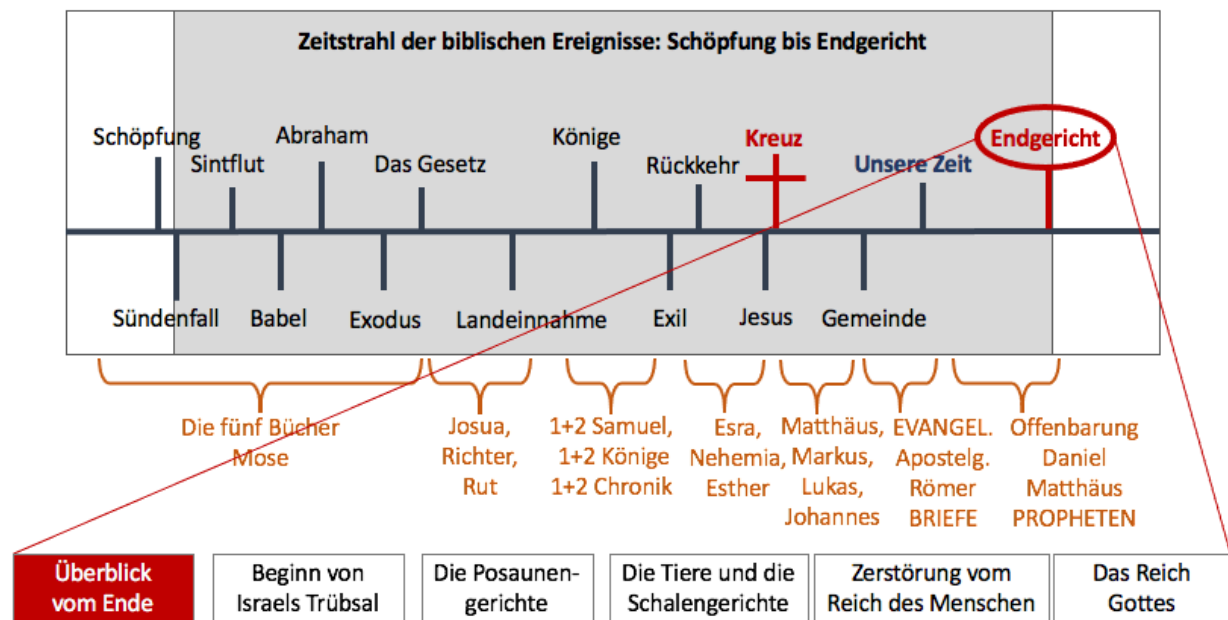 Zeitstrahl der biblischen Ereignisse: Schöpfung bis Endgericht
Schöpfung
Sintflut
Abraham
Das Gesetz
Könige
Rückkehr
Kreuz
Unsere Zeit
Endgericht
Sündenfall
Babel
Exodus
Landeinnahme
Exil
Jesus
Gemeinde
Die fünf Bücher
Mose
Josua,
Richter,
Rut
1+2 Samuel,
1+2 Könige
1+2 Chronik
Esra,
Nehemia,
Esther
Matthäus,
Markus,
Lukas,
Johannes
EVANGEL.
Apostelg.
Römer
BRIEFE
Offenbarung
Daniel
Matthäus
PROPHETEN
Überblick
vom Ende
Beginn von
Israels Trübsal
Die Posaunen-
gerichte
Die Tiere und die
Schalengerichte
Zerstörung vom
Reich des Menschen
Das Reich
Gottes